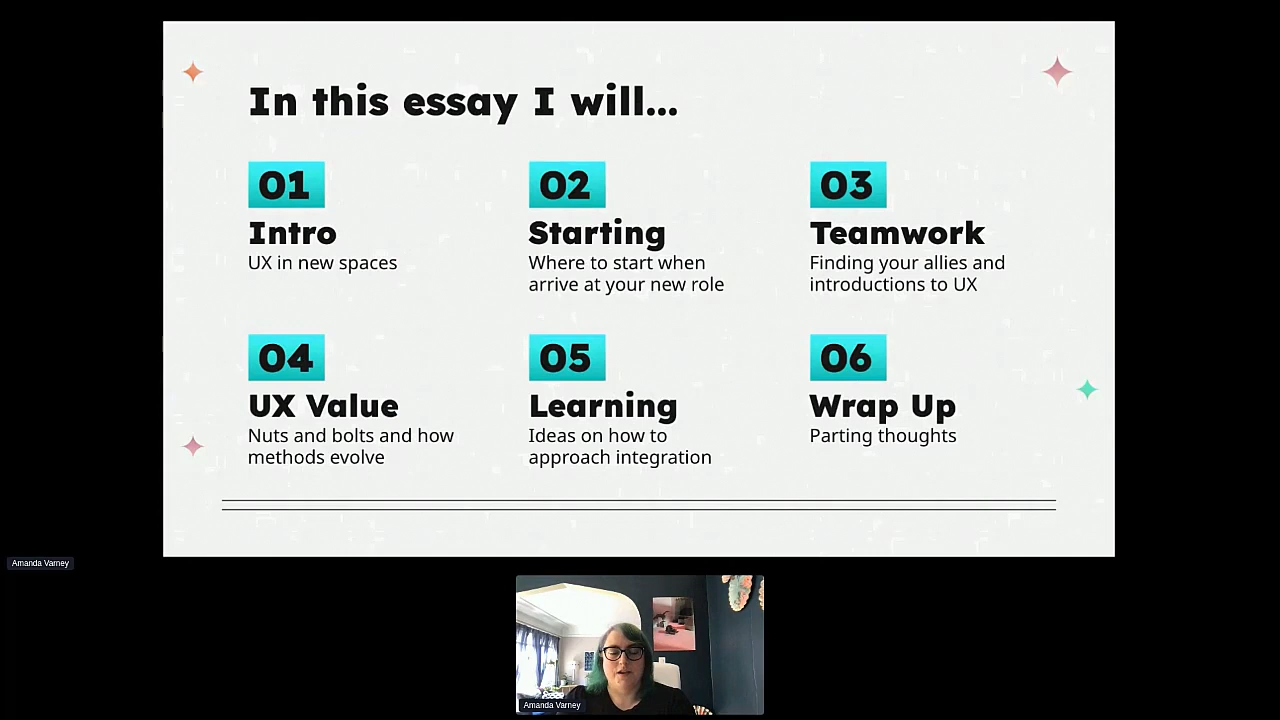 In this essay I will...
01
Intro
UX in new spaces
02
Starting
Where to start when
arrive at your new role
03
Teamwork
Finding your allies and
introductions to UX
04
UX Value
Nuts and bolts and how
methods evolve
05
Learning
Ideas on how to
approach integration
06
Wrap Up
Parting thoughts
Amanda Varney
Amanda Varney